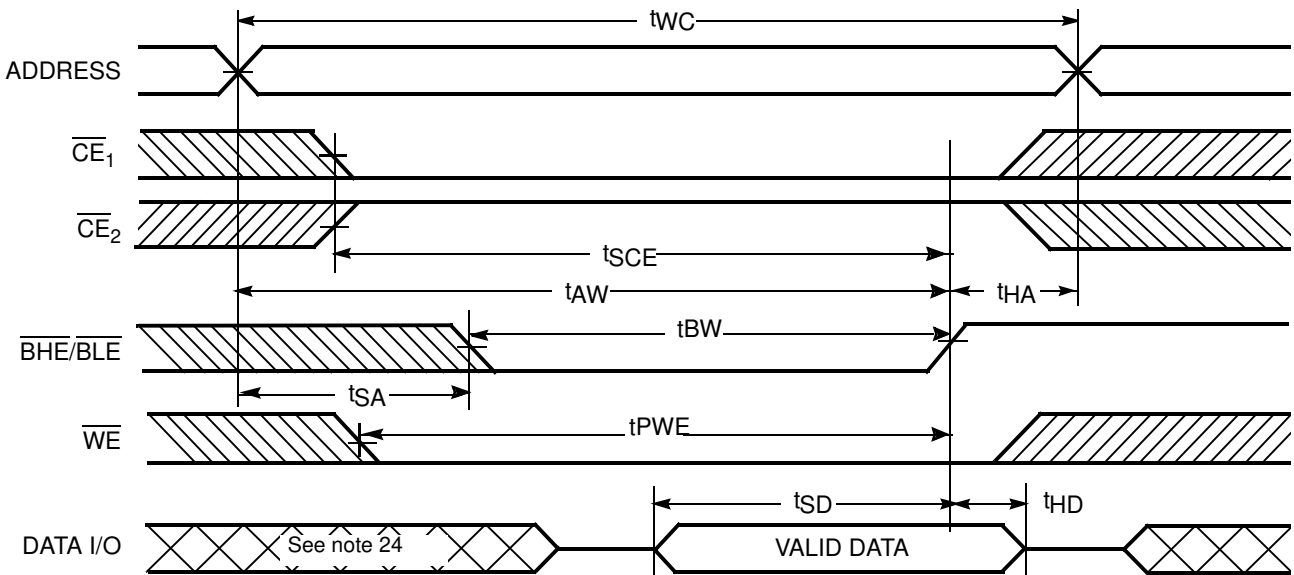 tWC
ADDRESS
CE1
CE2
tSCE
tAW
tHA
BHE/BLE
tBW
tSA
WE
tPWE
tSD
tHD
DATA I/O
See note 24
VALID DATA